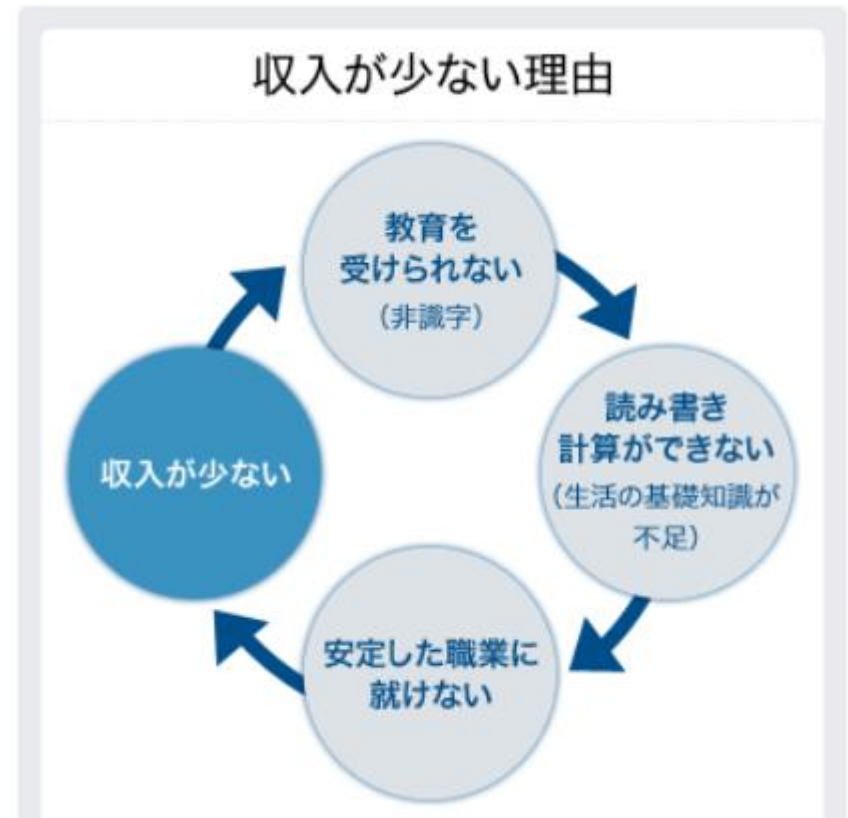 収入が少ない理由
教育を
受けられない
（非識字）
読み書き
計算ができない
（生活の基礎知識が
不足）
安定した職業に
就けない
収入が少ない